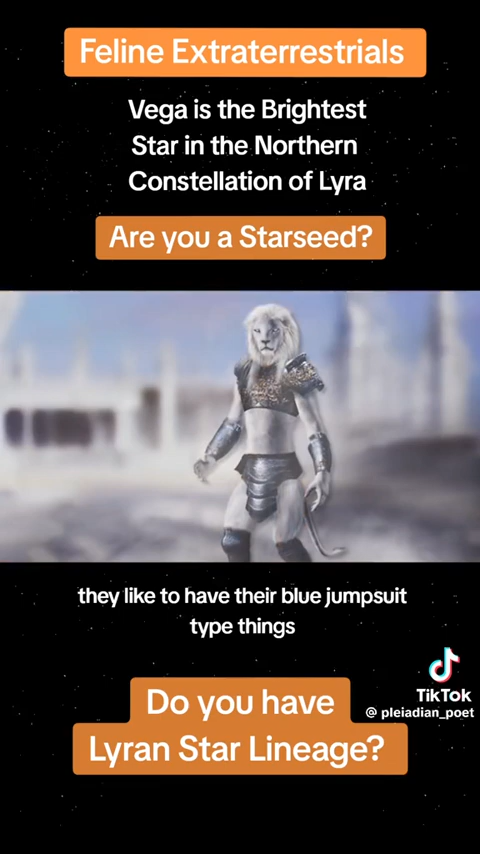 Feline Extraterrestrials
Vega is the Brightest
Star in the Northern
Constellation of Lyra
Are you a Starseed?
they like to have their blue jumpsuit
type things
TikTok
@ pleiadian_poet
Do you have
Lyran Star Lineage?